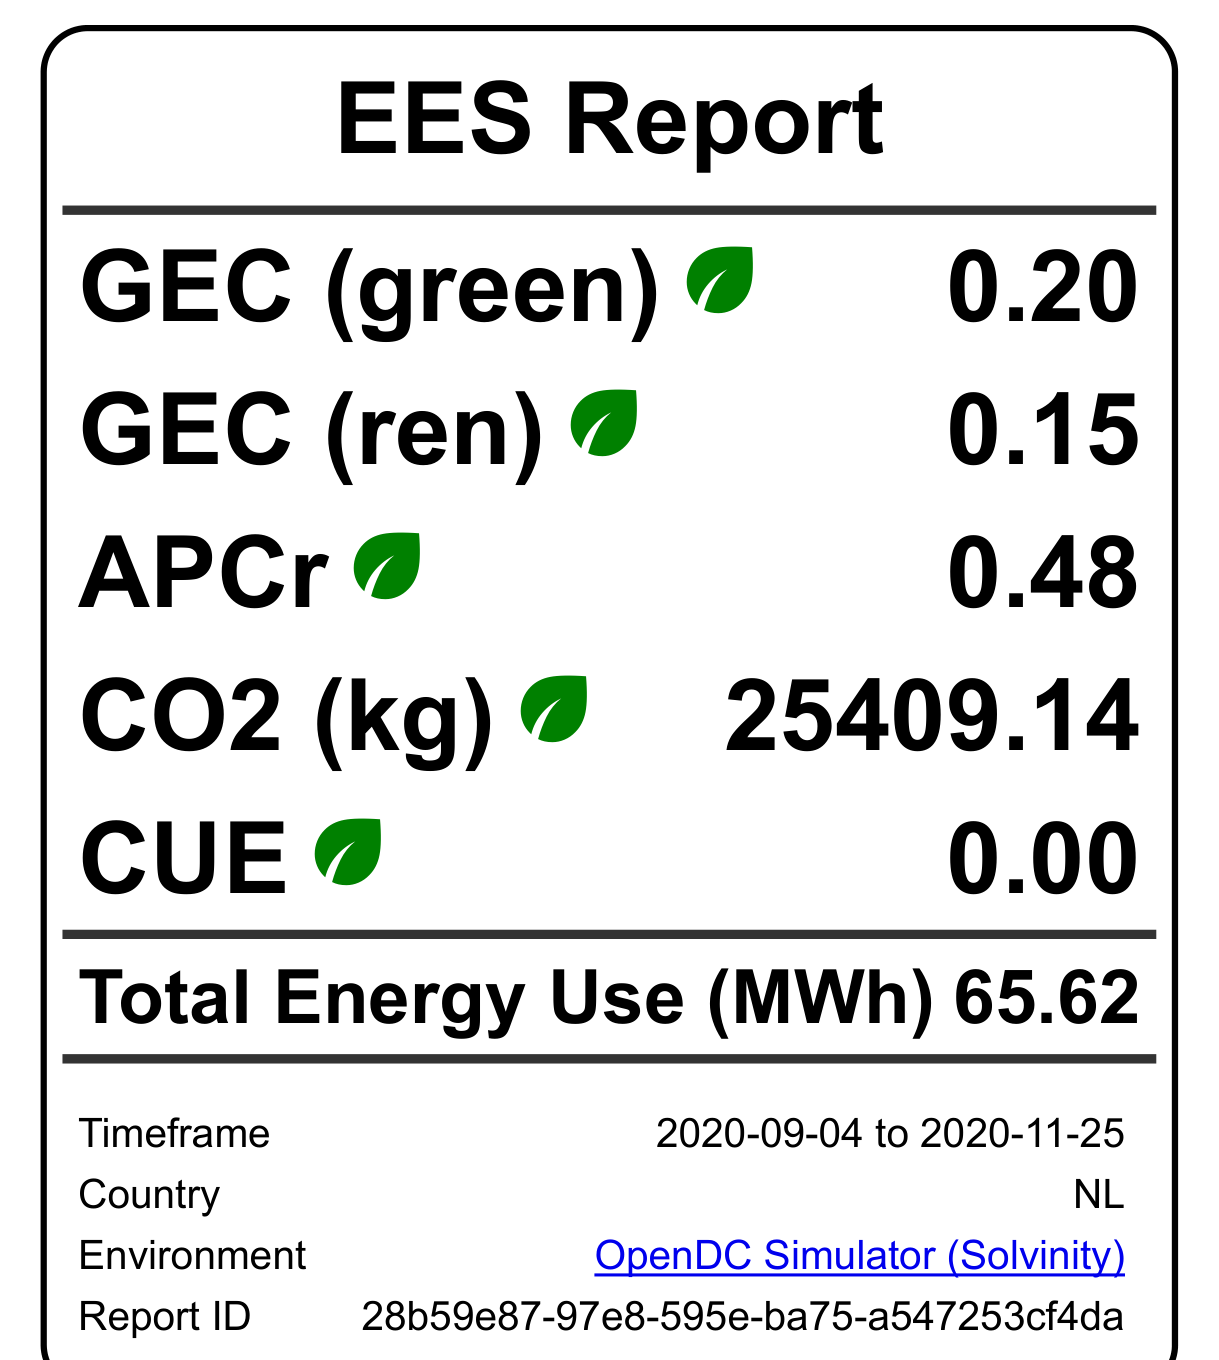 EES Report
GEC (green) 0.20
GEC (ren) 0.15
APCr 0.48
CO2 (kg) 25409.14
CUE 0.00
Total Energy Use (MWh) 65.62
Timeframe 2020-09-04 to 2020-11-25
Country NL
Environment OpenDC Simulator (Solvinity)
Report ID 28b59e87-97e8-595e-ba75-a547253cf4da